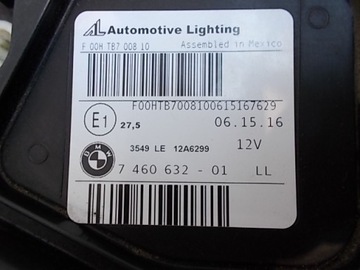 AL Automotive Lighting
F 00H TB7 008 10 Assembled in Mexico
F00HTB7008100615167629
E1 27,5 06.15.16
BMW 3549 LE 12A6299 12V
7 460 632 - 01 LL